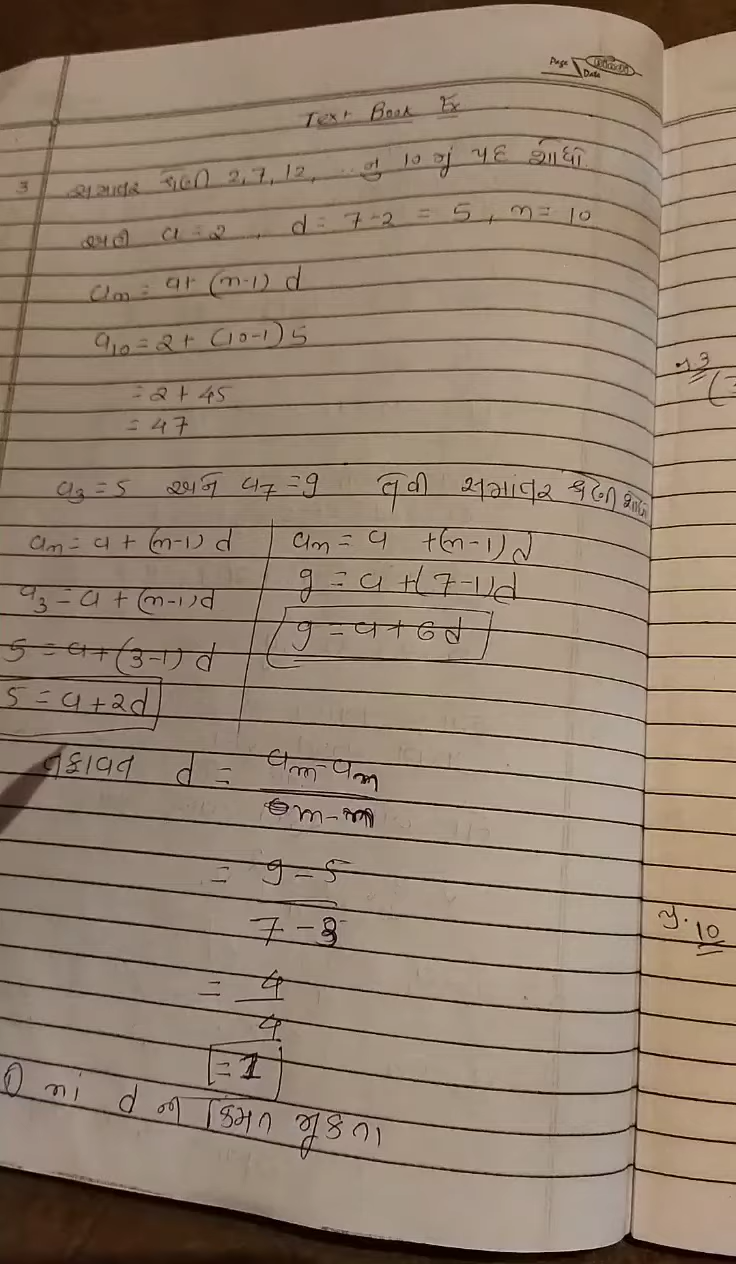 Page
Date
Text Book Ex
3 સમાંતર શ્રેણી 2, 7, 12, ...નું 10 મું પદ શોધો
અહી a = 2, d = 7-2 = 5, n = 10
an = a + (n-1) d
a10 = 2 + (10-1) 5
= 2 + 45
= 47
a3 = 5 અને a7 = 9 તેવી સમાંતર શ્રેણી શોધો
an = a + (n-1) d
a3 = a + (n-1) d
5 = a + (3-1) d
5 = a + 2d
an = a + (n-1) d
9 = a + (7-1) d
9 = a + 6d
તફાવત d = am - an
m - n
= 9 - 5
7 - 3
= 4
4
= 1
① માં d ની કિંમત મૂકતા
પ્ર.10